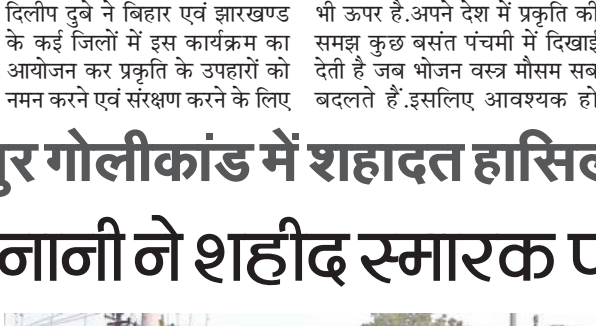 दिलीप दुबे ने बिहार एवं झारखण्ड
के कई जिलों में इस कार्यक्रम का
आयोजन कर प्रकृति के उपहारों को
नमन करने एवं संरक्षण करने के लिए
भी ऊपर है.अपने देश में प्रकृति की
समझ कुछ बसंत पंचमी में दिखाई
देती है जब भोजन वस्त्र मौसम सब
बदलते हैं.इसलिए आवश्यक हो
गोलीकांड में शहादत
ने शहीद स्मारक